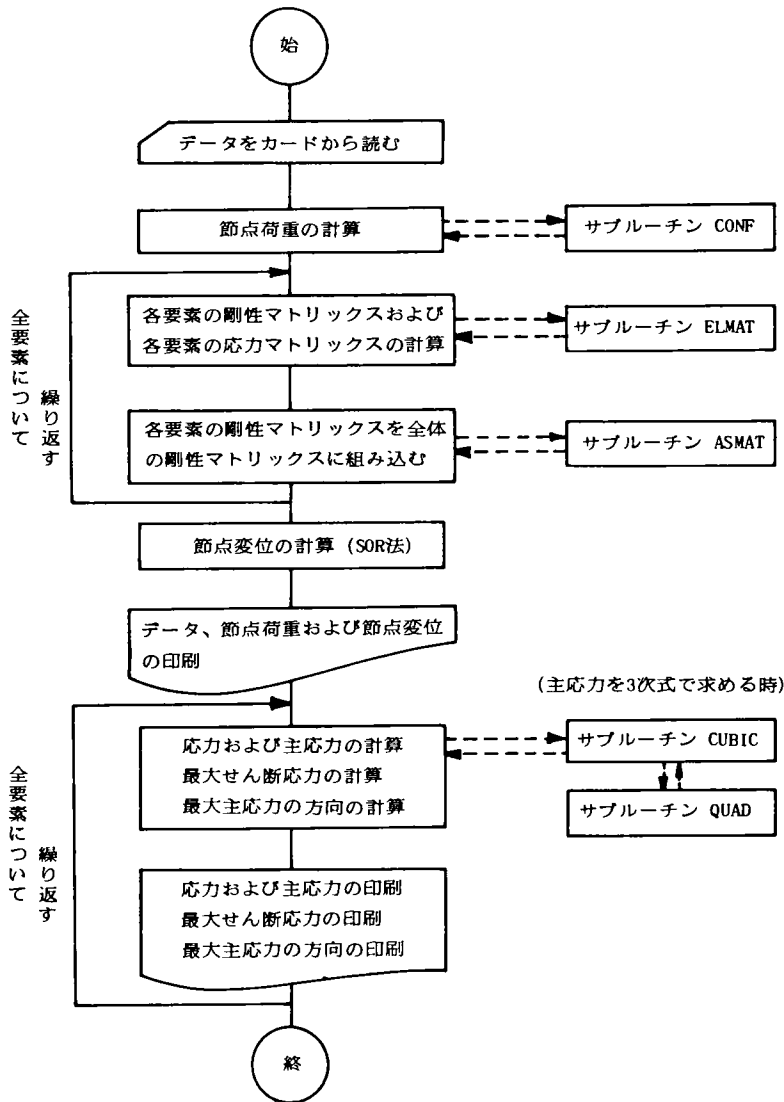 始
データをカードから読む
節点荷重の計算
サブルーチン CONF
全要素について
繰り返す
各要素の剛性マトリックスおよび
各要素の応力マトリックスの計算
サブルーチン ELMAT
各要素の剛性マトリックスを全体
の剛性マトリックスに組み込む
サブルーチン ASMAT
節点変位の計算 (SOR法)
データ、節点荷重および節点変位
の印刷
(主応力を3次式で求める時)
全要素について
繰り返す
応力および主応力の計算
最大せん断応力の計算
最大主応力の方向の計算
サブルーチン CUBIC
サブルーチン QUAD
応力および主応力の印刷
最大せん断応力の印刷
最大主応力の方向の印刷
終